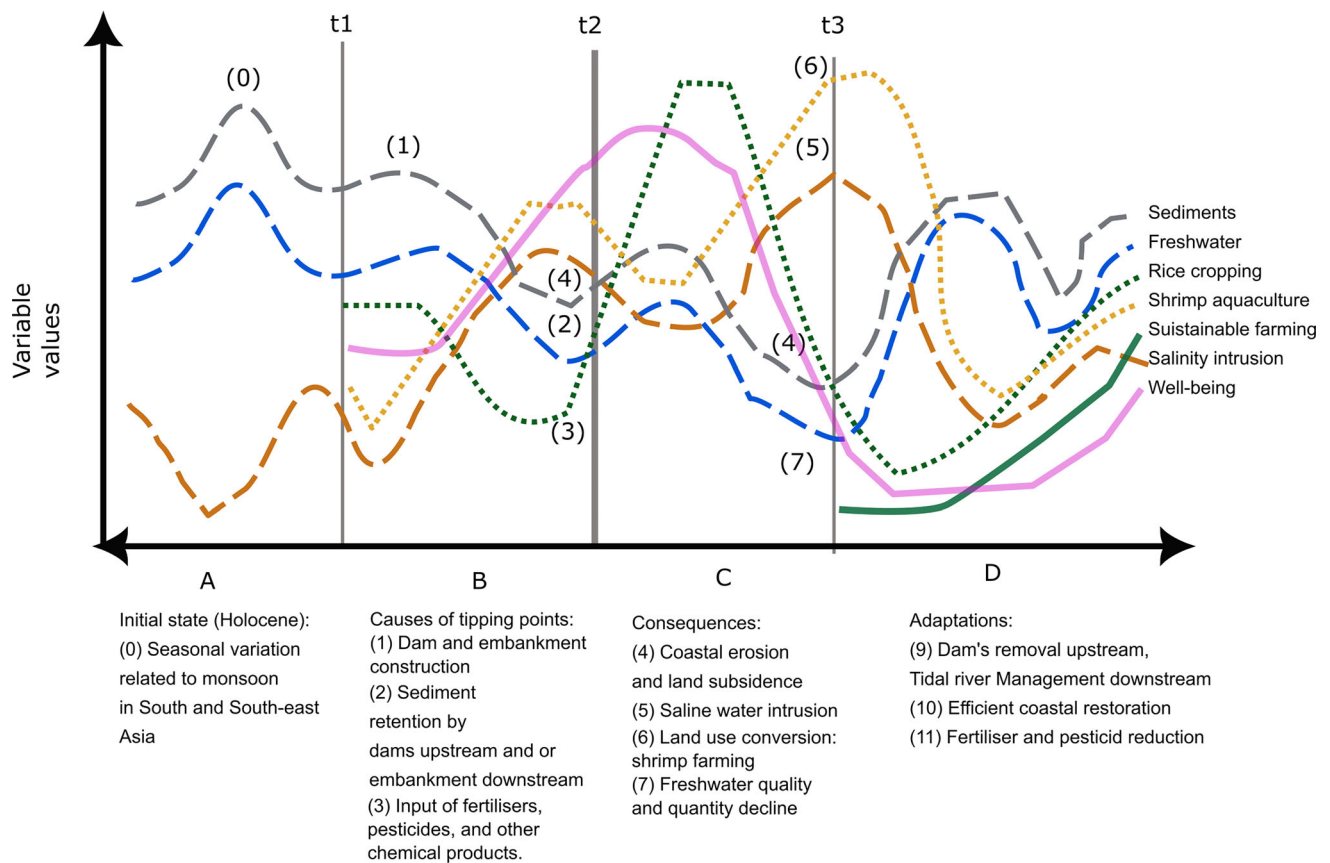 t1
t2
t3
(0)
(1)
(6)
(5)
(4)
(2)
(3)
(4)
(7)
Variable
values
Sediments
Freshwater
Rice cropping
Shrimp aquaculture
Suistainable farming
Salinity intrusion
Well-being
A
B
C
D
Initial state (Holocene):
(0) Seasonal variation
related to monsoon
in South and South-east
Asia
Causes of tipping points:
(1) Dam and embankment
construction
(2) Sediment
retention by
dams upstream and or
embankment downstream
(3) Input of fertilisers,
pesticides, and other
chemical products.
Consequences:
(4) Coastal erosion
and land subsidence
(5) Saline water intrusion
(6) Land use conversion:
shrimp farming
(7) Freshwater quality
and quantity decline
Adaptations:
(9) Dam's removal upstream,
Tidal river Management downstream
(10) Efficient coastal restoration
(11) Fertiliser and pesticid reduction